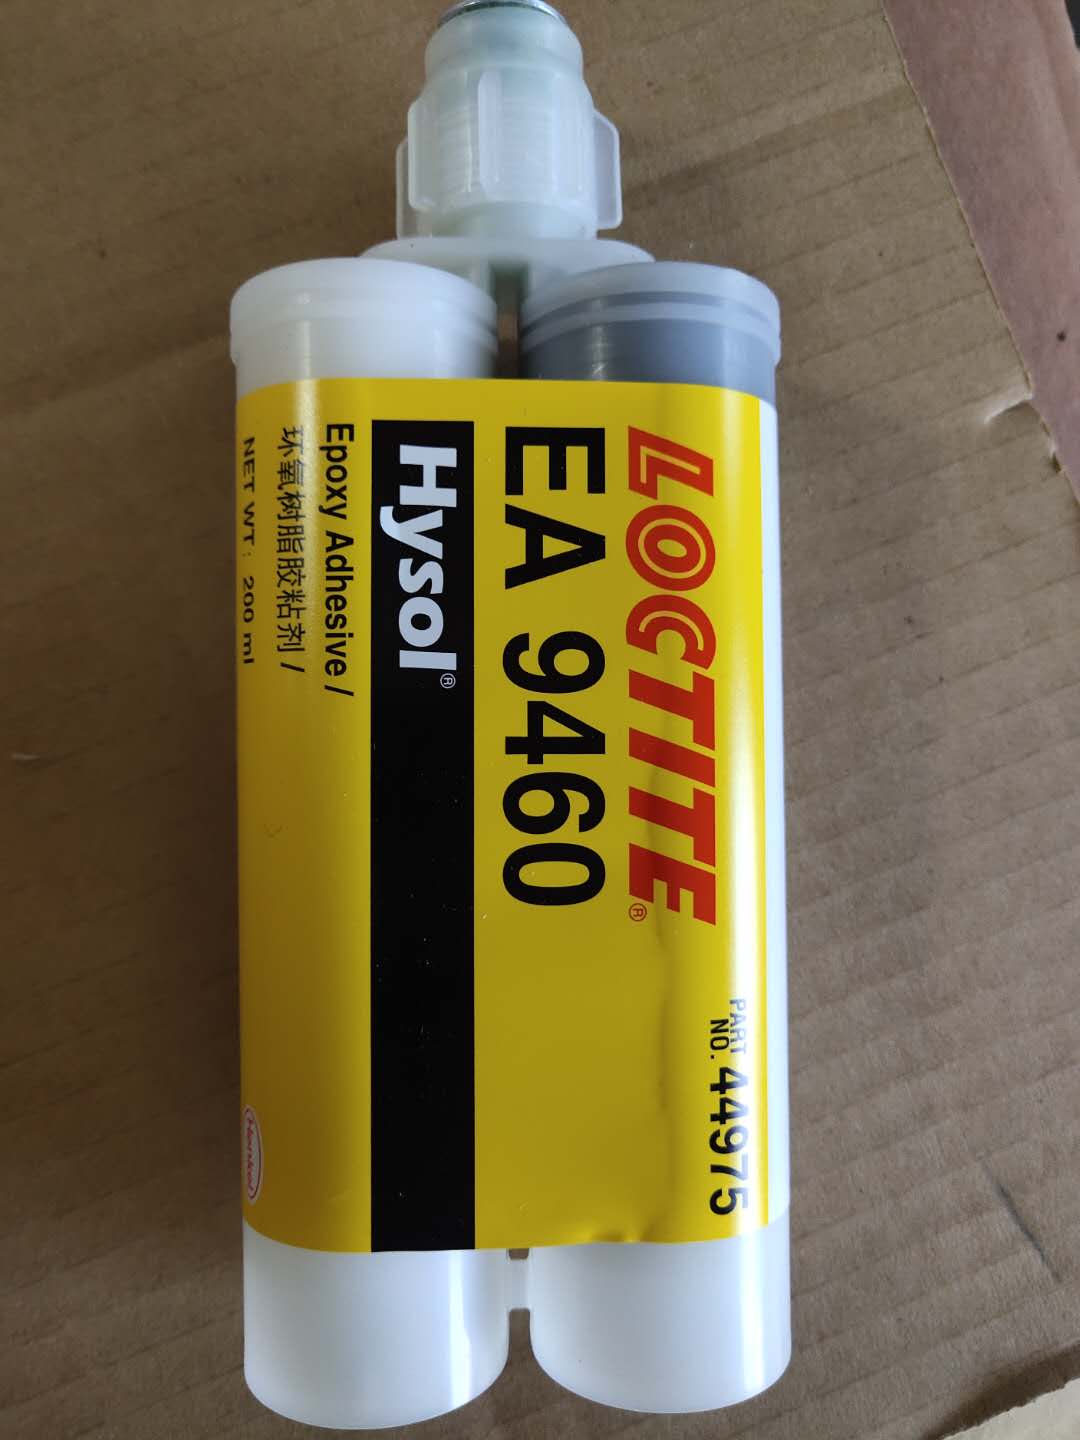 LOCTITE®
EA 9460
Hysol®
Epoxy Adhesive /
环氧树脂胶粘剂 /
NET WT: 200 ml
PART
NO. 44975
Henkel